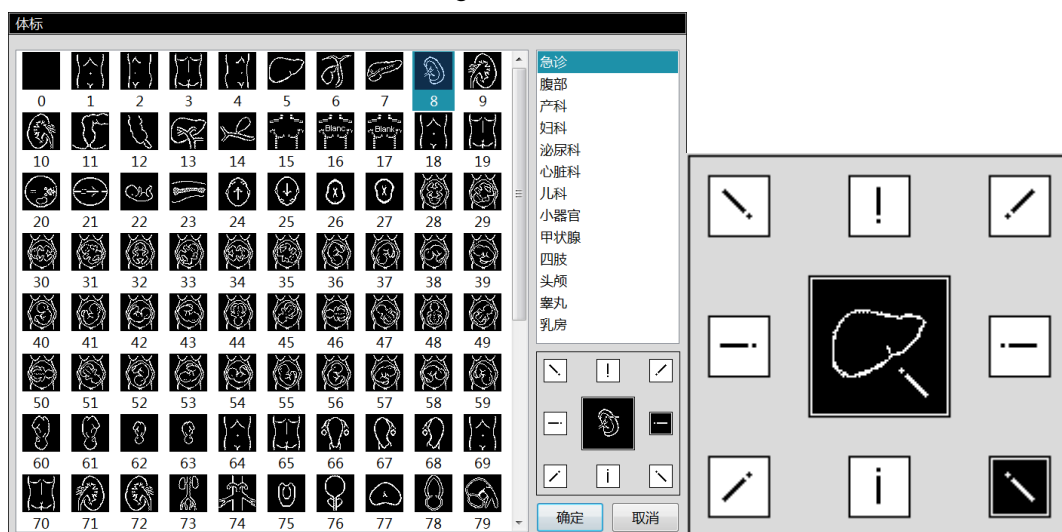 体标
急诊
腹部
产科
妇科
泌尿科
心脏科
儿科
小器官
甲状腺
四肢
头颅
睾丸
乳房
0 1 2 3 4 5 6 7 8 9
Blanc Blank
10 11 12 13 14 15 16 17 18 19
20 21 22 23 24 25 26 27 28 29
30 31 32 33 34 35 36 37 38 39
40 41 42 43 44 45 46 47 48 49
50 51 52 53 54 55 56 57 58 59
60 61 62 63 64 65 66 67 68 69
70 71 72 73 74 75 76 77 78 79
确定 取消